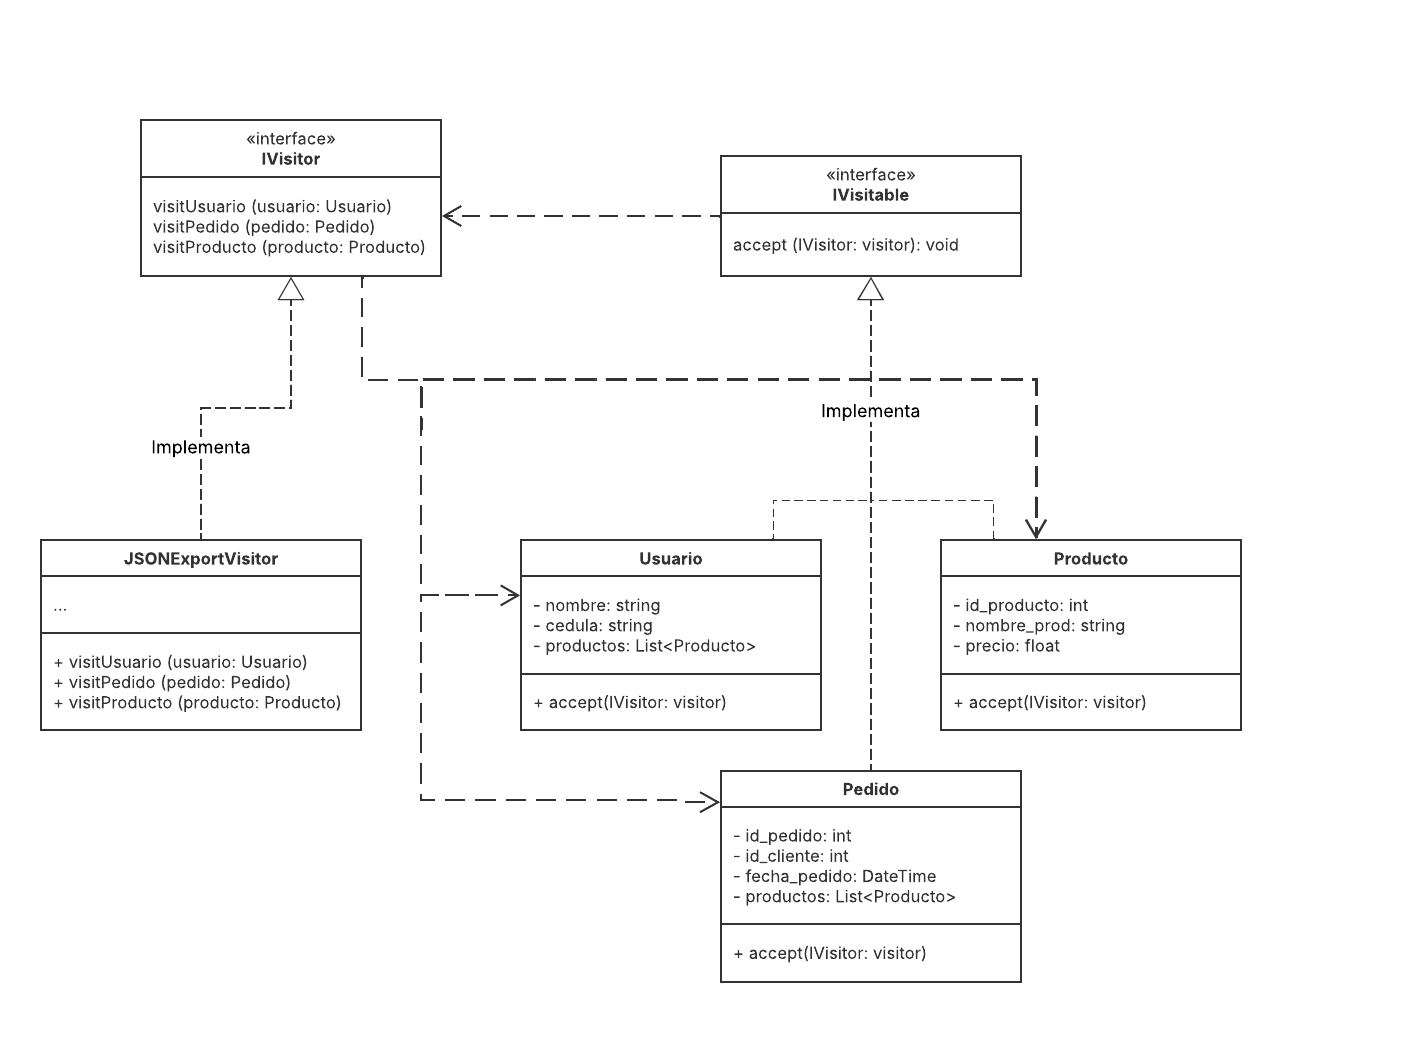 «interface»
IVisitor
visitUsuario (usuario: Usuario)
visitPedido (pedido: Pedido)
visitProducto (producto: Producto)
«interface»
IVisitable
accept (IVisitor: visitor): void
Implementa
Implementa
JSONExportVisitor
...
+ visitUsuario (usuario: Usuario)
+ visitPedido (pedido: Pedido)
+ visitProducto (producto: Producto)
Usuario
- nombre: string
- cedula: string
- productos: List<Producto>
+ accept(IVisitor: visitor)
Producto
- id_producto: int
- nombre_prod: string
- precio: float
+ accept(IVisitor: visitor)
Pedido
- id_pedido: int
- id_cliente: int
- fecha_pedido: DateTime
- productos: List<Producto>
+ accept(IVisitor: visitor)